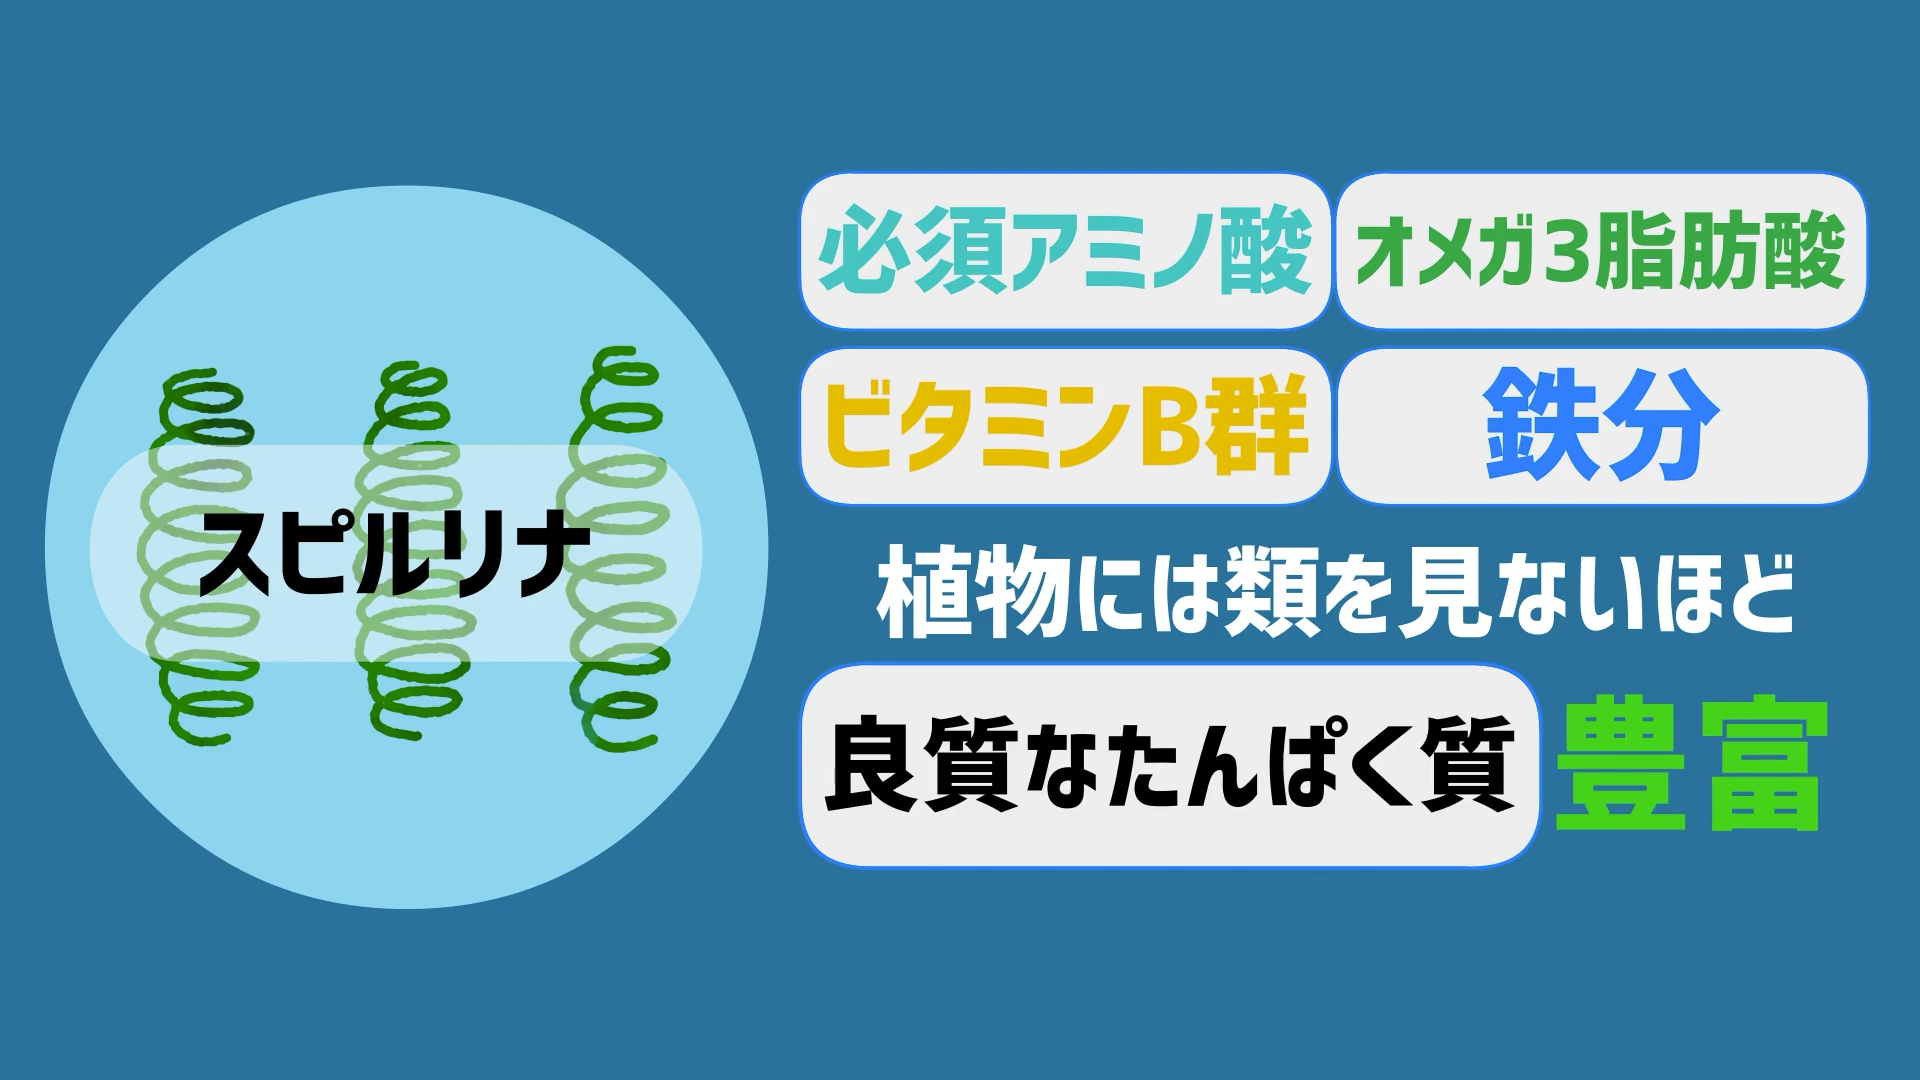 スピルリナ
必須アミノ酸
オメガ3脂肪酸
ビタミンB群
鉄分
植物には類を見ないほど
良質なたんぱく質
豊富